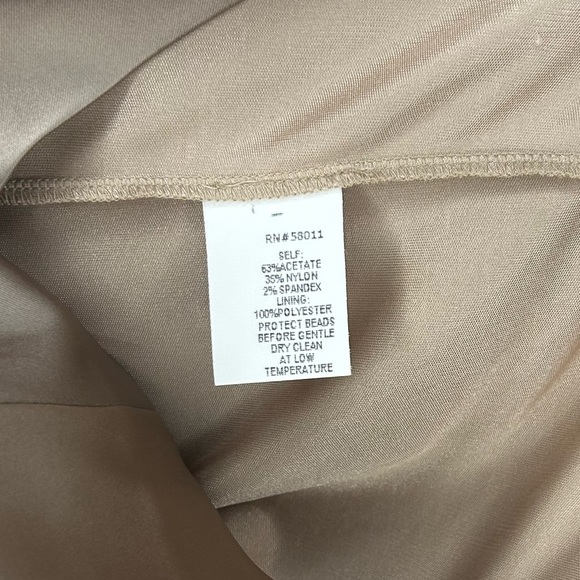 RN#58011
SELF:
63%ACETATE
35%NYLON
2% SPANDEX
LINING:
100%POLYESTER
PROTECT BEADS
BEFORE GENTLE
DRY CLEAN
AT LOW
TEMPERATURE